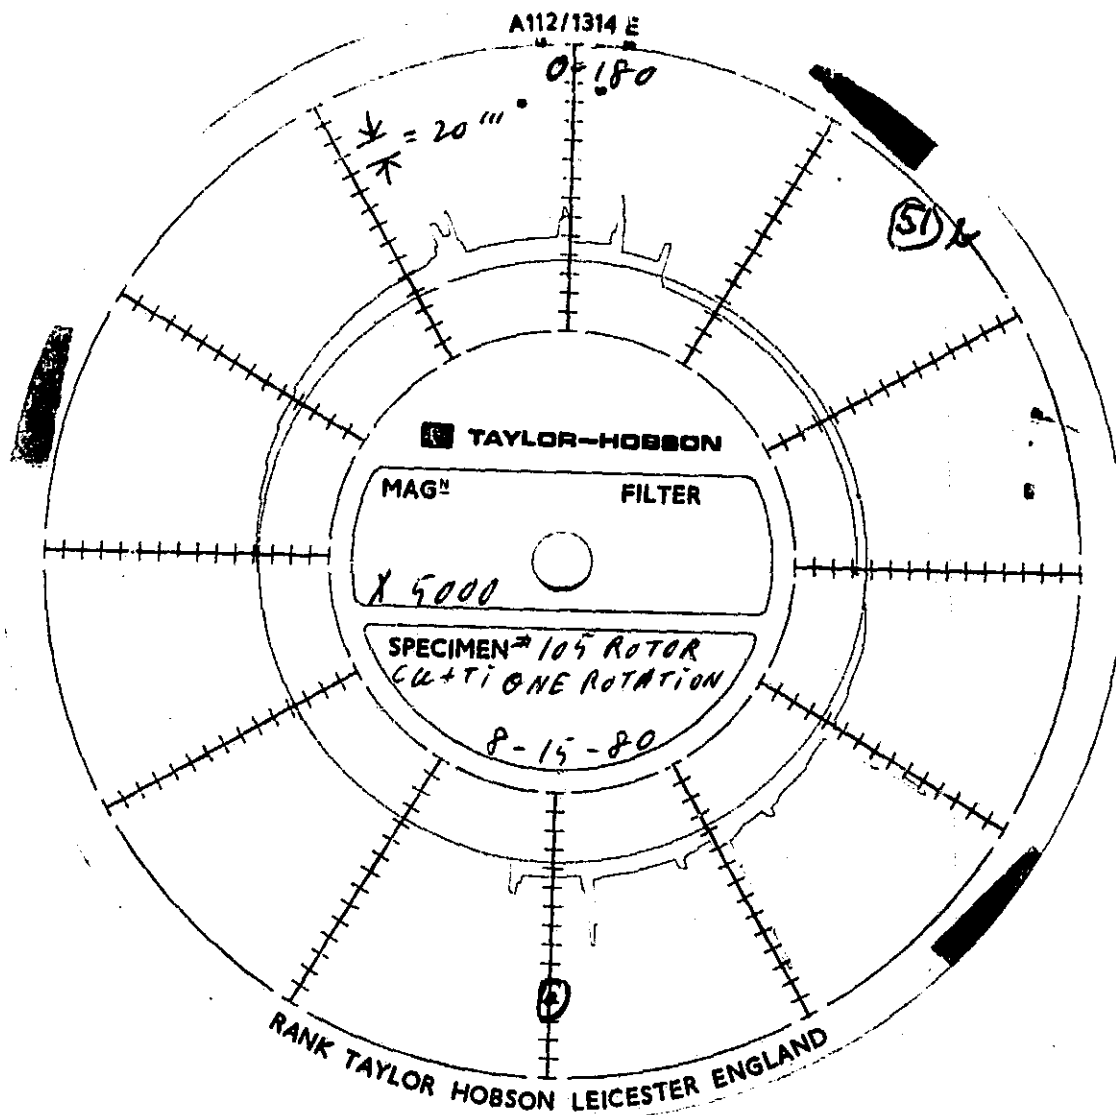 A112/1314 E
0-180
= 20'''
51
TAYLOR-HOBSON
MAGᴺ FILTER
X 5000
SPECIMEN # 105 ROTOR
Cu+Ti ONE ROTATION
8-15-80
RANK TAYLOR HOBSON LEICESTER ENGLAND